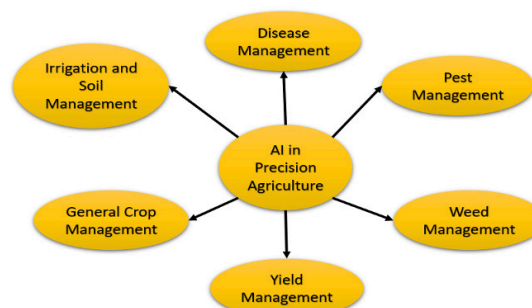 Disease
Management
Irrigation and
Soil
Management
Pest
Management
AI in
Precision
Agriculture
General Crop
Management
Weed
Management
Yield
Management